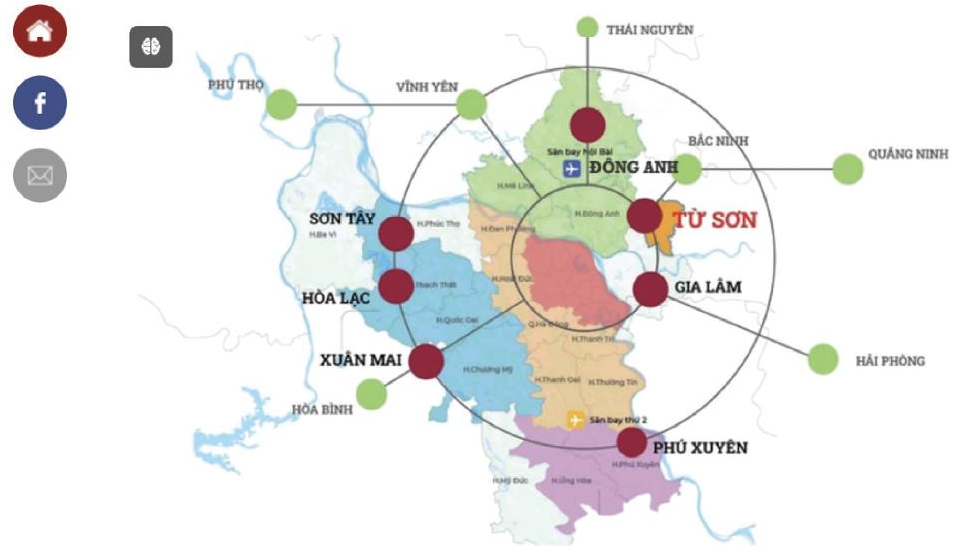 f
THÁI NGUYÊN
PHÚ THỌ
VĨNH YÊN
BẮC NINH
QUẢNG NINH
Sân bay Nội Bài
ĐÔNG ANH
H.Mê Linh
H.Đông Anh
TỪ SƠN
SƠN TÂY
H.Phúc Thọ
H.Đan Phượng
H.Ba Vì
HÒA LẠC
H.Thạch Thất
H.Hoài Đức
GIA LÂM
H.Quốc Oai
Q.Hà Đông
H.Thanh Trì
XUÂN MAI
HẢI PHÒNG
H.Chương Mỹ
H.Thanh Oai
H.Thường Tín
HÒA BÌNH
Sân bay thứ 2
PHÚ XUYÊN
H.Phú Xuyên
H.Mỹ Đức
H.Ứng Hòa